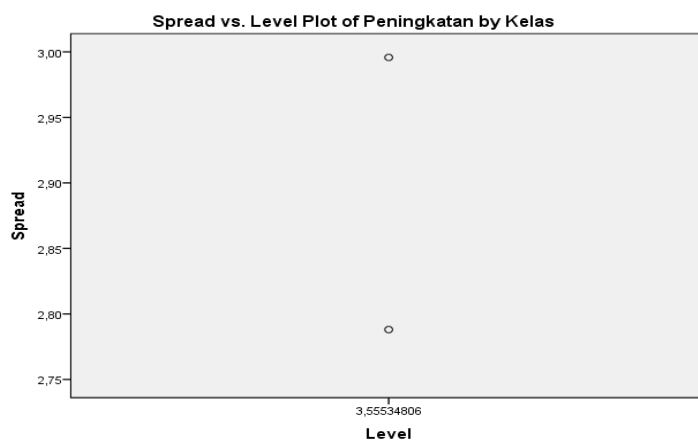 Spread vs. Level Plot of Peningkatan by Kelas
3,00
2,95
2,90
2,85
2,80
2,75
Spread
3,55534806
Level